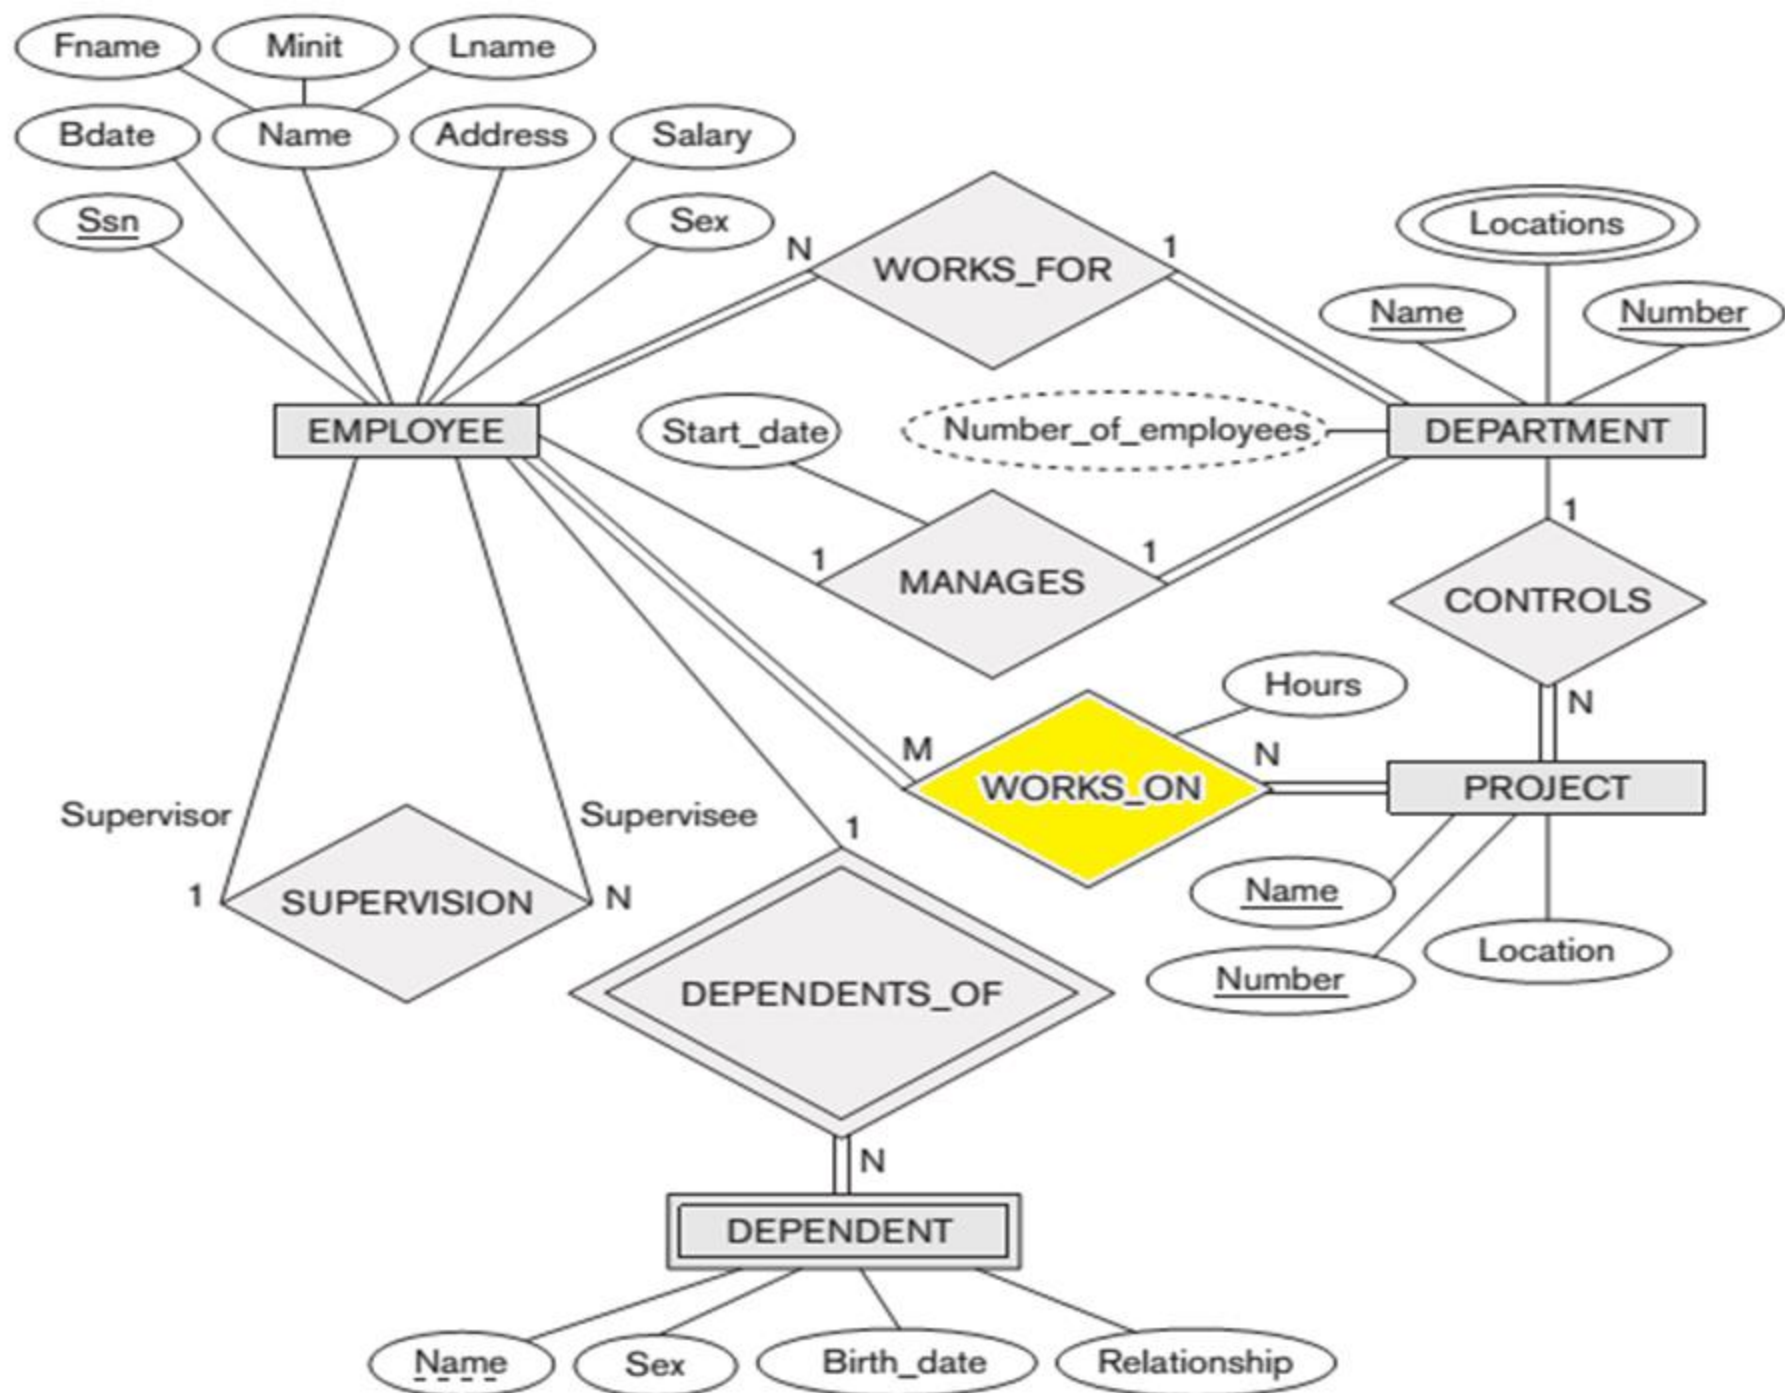 Fname
Minit
Lname
Bdate
Name
Address
Salary
Ssn
Sex
N
WORKS_FOR
1
Locations
Name
Number
EMPLOYEE
Start_date
Number_of_employees
DEPARTMENT
1
MANAGES
1
1
CONTROLS
N
Hours
M
WORKS_ON
N
PROJECT
Supervisor
Supervisee
1
SUPERVISION
N
1
Name
Number
Location
DEPENDENTS_OF
N
DEPENDENT
Name
Sex
Birth_date
Relationship